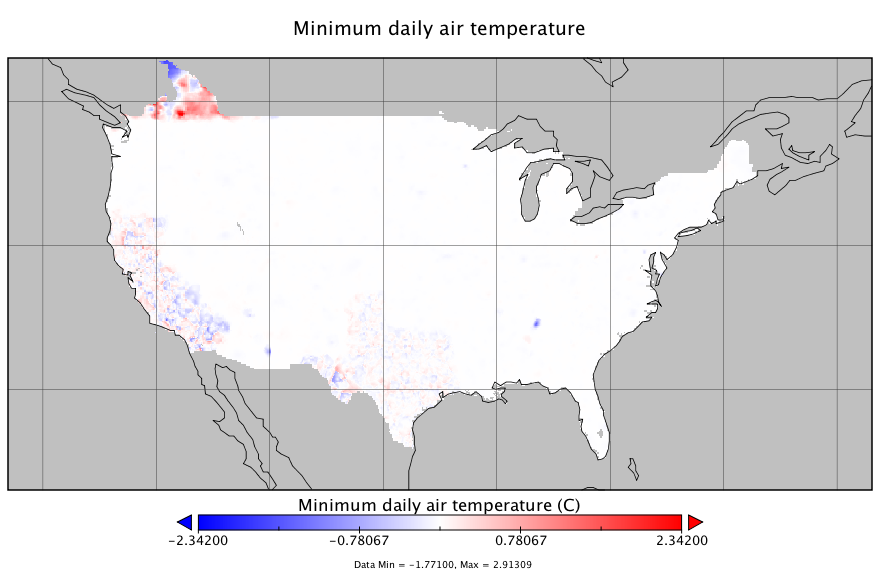 Minimum daily air temperature
Minimum daily air temperature (C)
-2.34200 -0.78067 0.78067 2.34200
Data Min = -1.77100, Max = 2.91309